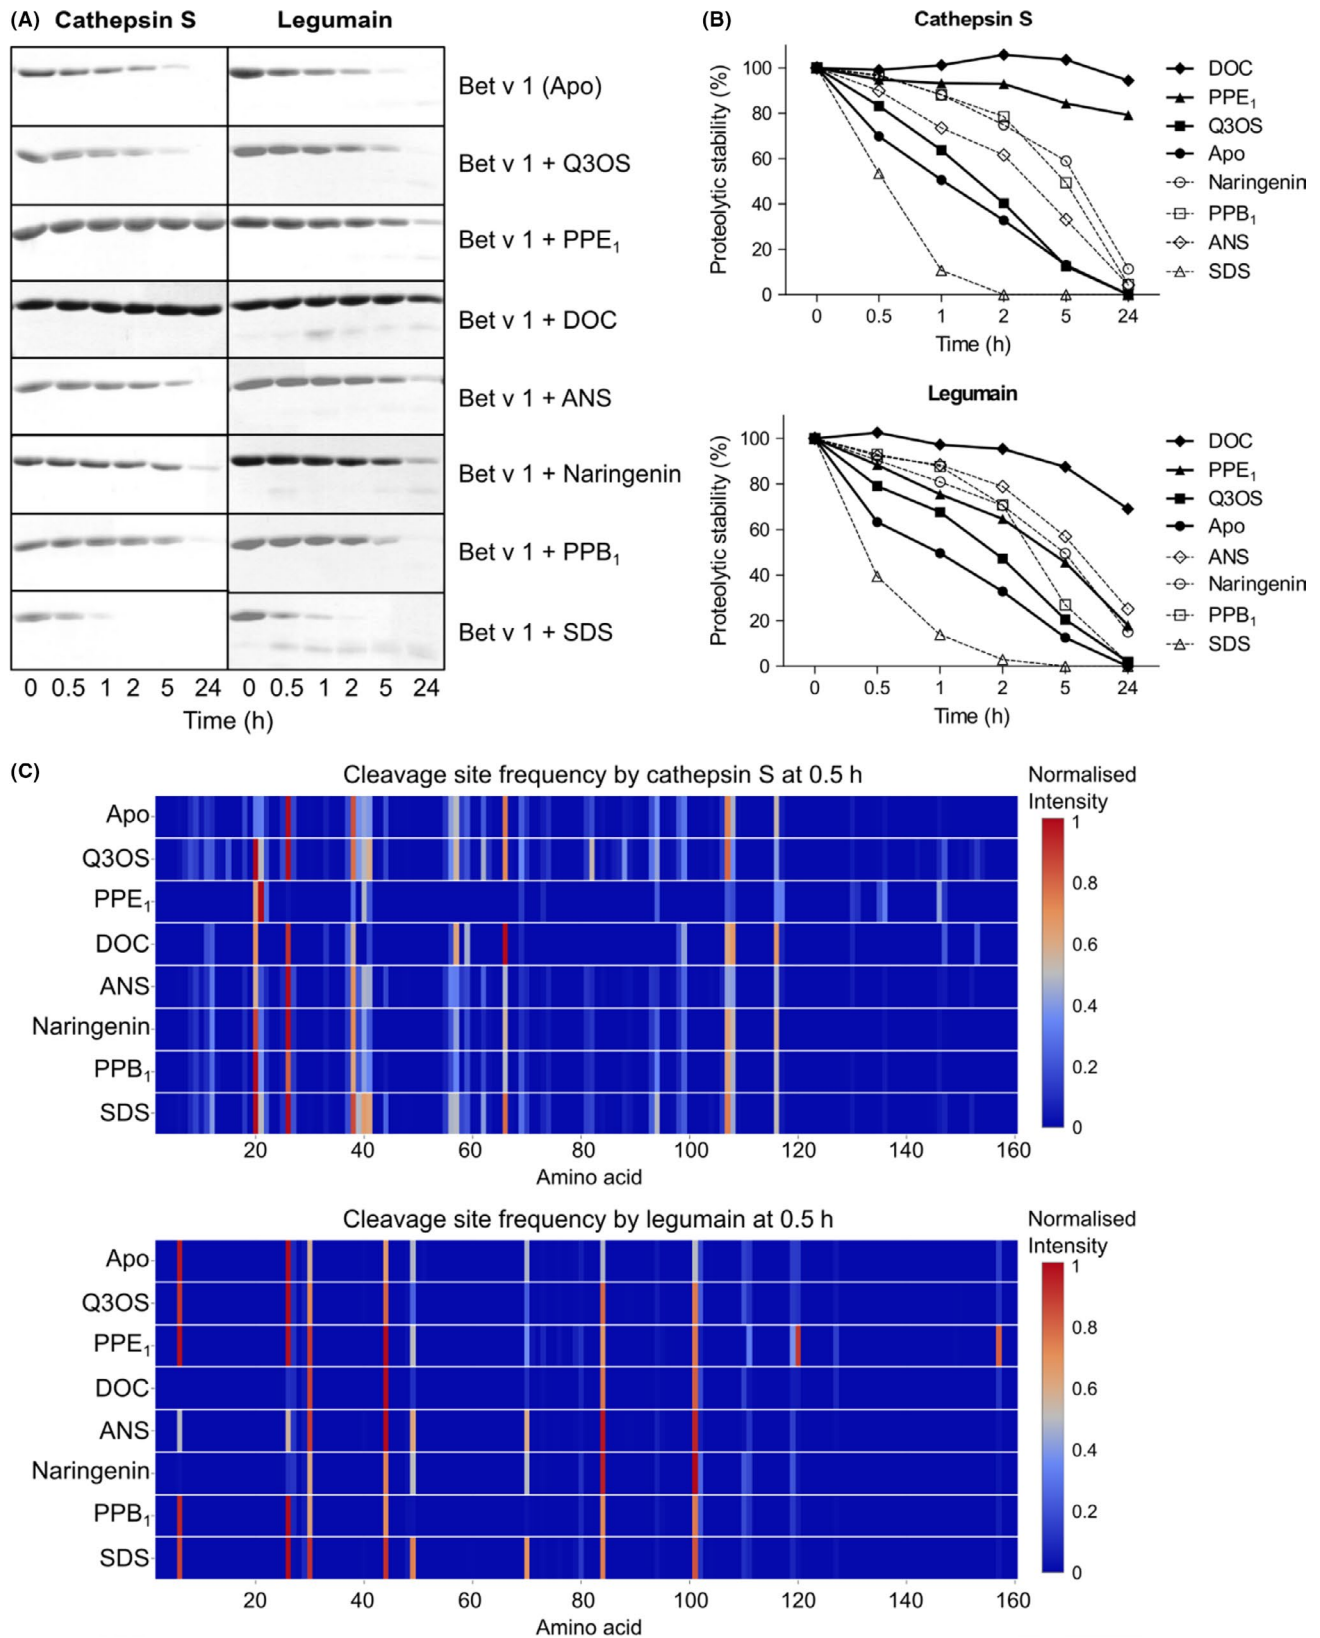 (A) Cathepsin S Legumain
Bet v 1 (Apo)
Bet v 1 + Q3OS
Bet v 1 + PPE1
Bet v 1 + DOC
Bet v 1 + ANS
Bet v 1 + Naringenin
Bet v 1 + PPB1
Bet v 1 + SDS
0 0.5 1 2 5 24 0 0.5 1 2 5 24
Time (h)
(B) Cathepsin S
Proteolytic stability (%)
100
80
60
40
20
0
0 0.5 1 2 5 24
Time (h)
DOC
PPE1
Q3OS
Apo
Naringenin
PPB1
ANS
SDS
Legumain
Proteolytic stability (%)
100
80
60
40
20
0
0 0.5 1 2 5 24
Time (h)
DOC
PPE1
Q3OS
Apo
ANS
Naringenin
PPB1
SDS
(C) Cleavage site frequency by cathepsin S at 0.5 h
Apo
Q3OS
PPE1
DOC
ANS
Naringenin
PPB1
SDS
20 40 60 80 100 120 140 160
Amino acid
Normalised
Intensity
1
0.8
0.6
0.4
0.2
0
Cleavage site frequency by legumain at 0.5 h
Apo
Q3OS
PPE1
DOC
ANS
Naringenin
PPB1
SDS
20 40 60 80 100 120 140 160
Amino acid
Normalised
Intensity
1
0.8
0.6
0.4
0.2
0